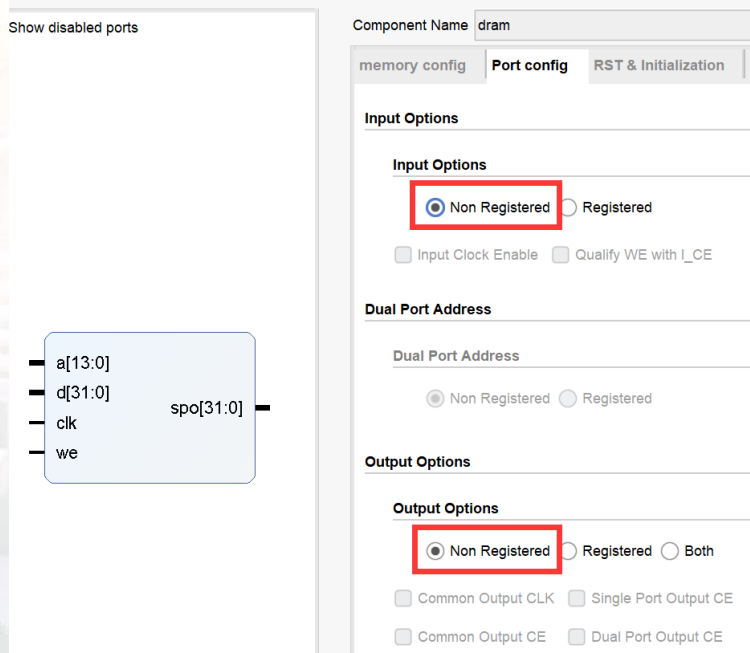 Show disabled ports
a[13:0]
d[31:0]
clk
we
spo[31:0]
Component Name dram
memory config Port config RST & Initialization
Input Options
Input Options
Non Registered Registered
Input Clock Enable Qualify WE with I_CE
Dual Port Address
Dual Port Address
Non Registered Registered
Output Options
Output Options
Non Registered Registered Both
Common Output CLK Single Port Output CE
Common Output CE Dual Port Output CE